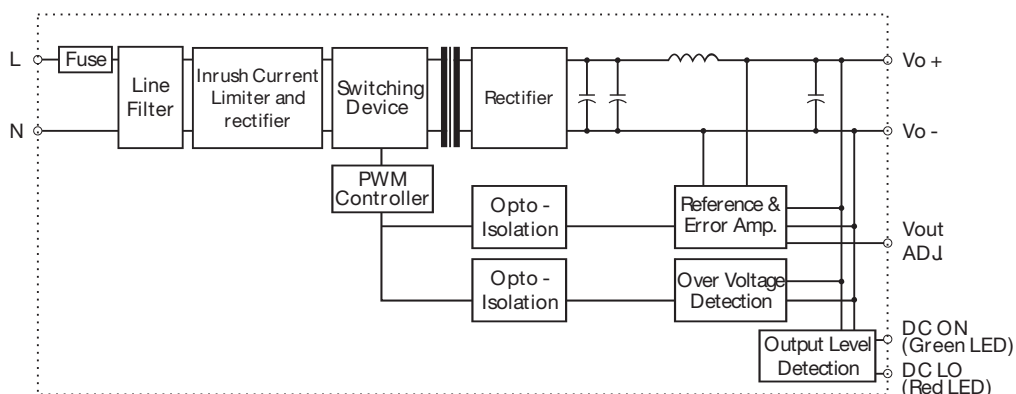 L
Fuse
N
Line
Filter
Inrush Current
Limiter and
rectifier
Switching
Device
Rectifier
Vo +
Vo -
PWM
Controller
Opto -
Isolation
Reference &
Error Amp.
Vout
ADJ.
Opto -
Isolation
Over Voltage
Detection
Output Level
Detection
DC ON
(Green LED)
DC LO
(Red LED)